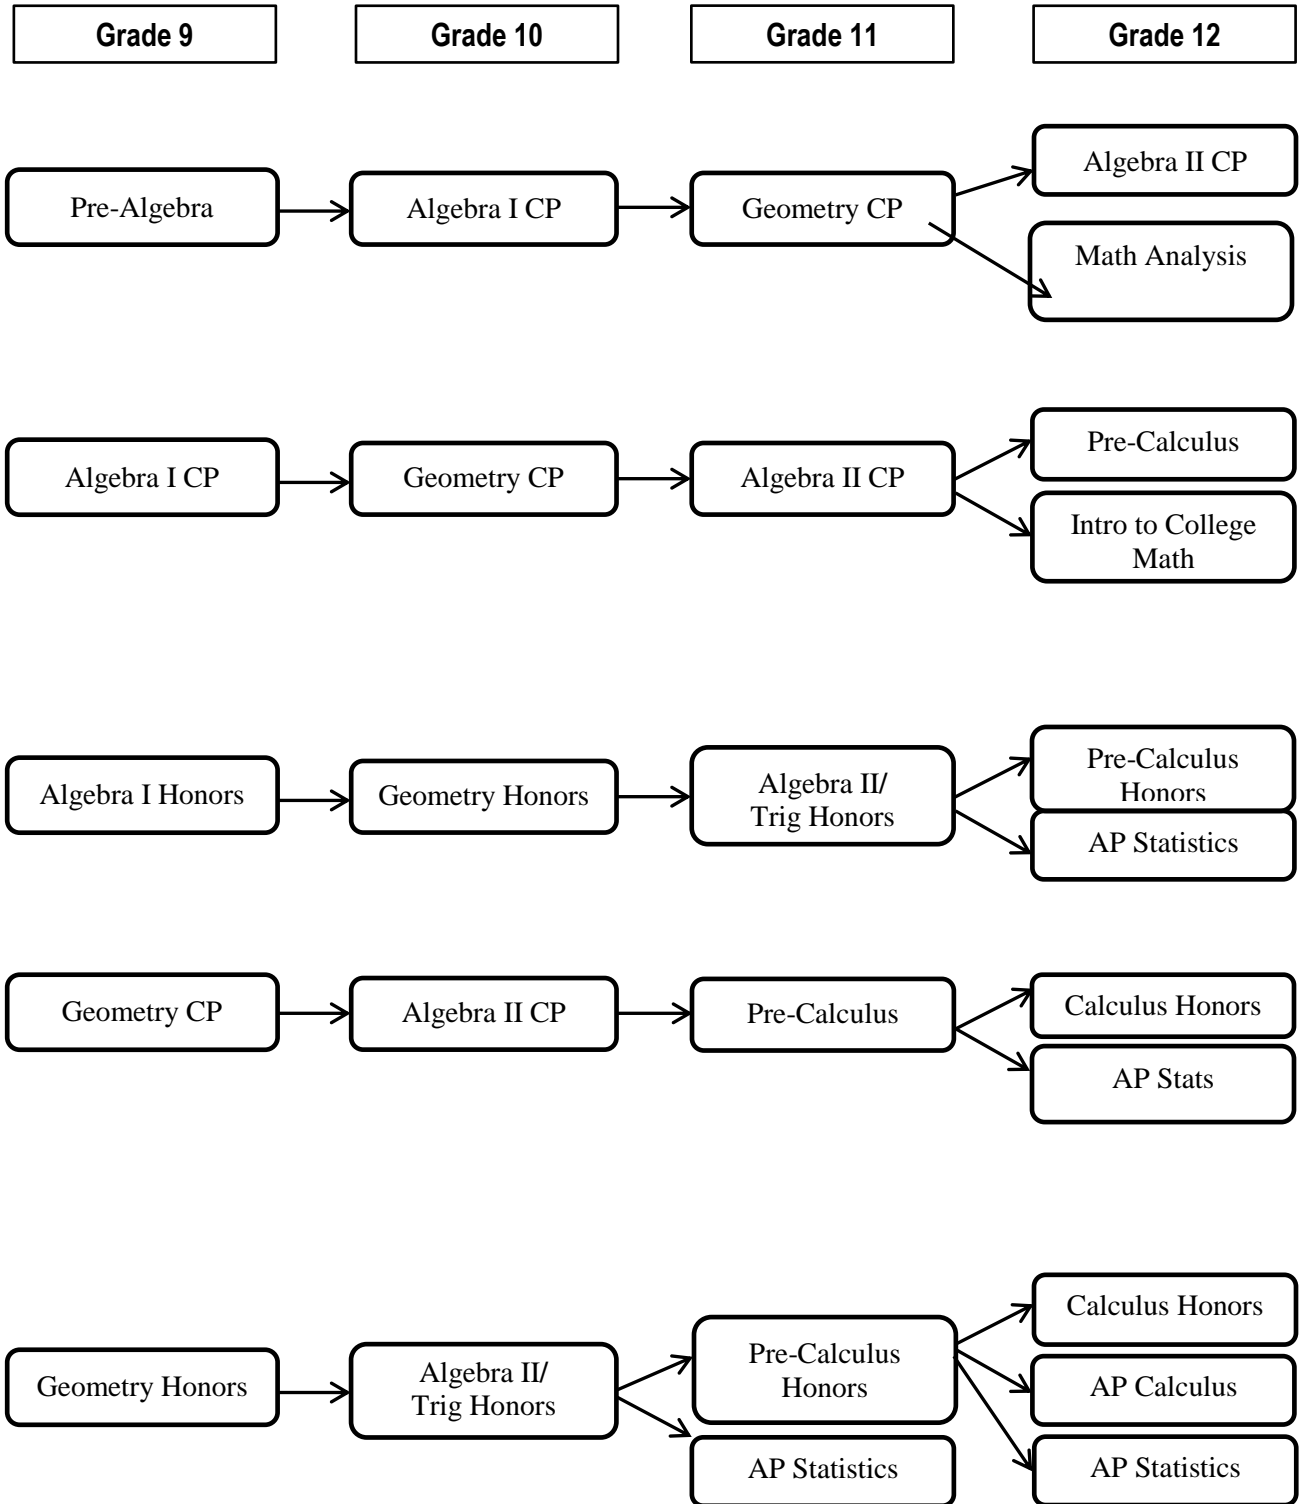 Grade 9
Grade 10
Grade 11
Grade 12
Pre-Algebra
Algebra I CP
Geometry CP
Algebra II CP
Math Analysis
Algebra I CP
Geometry CP
Algebra II CP
Pre-Calculus
Intro to College
Math
Algebra I Honors
Geometry Honors
Algebra II/
Trig Honors
Pre-Calculus
Honors
AP Statistics
Geometry CP
Algebra II CP
Pre-Calculus
Calculus Honors
AP Stats
Geometry Honors
Algebra II/
Trig Honors
Pre-Calculus
Honors
AP Statistics
Calculus Honors
AP Calculus
AP Statistics